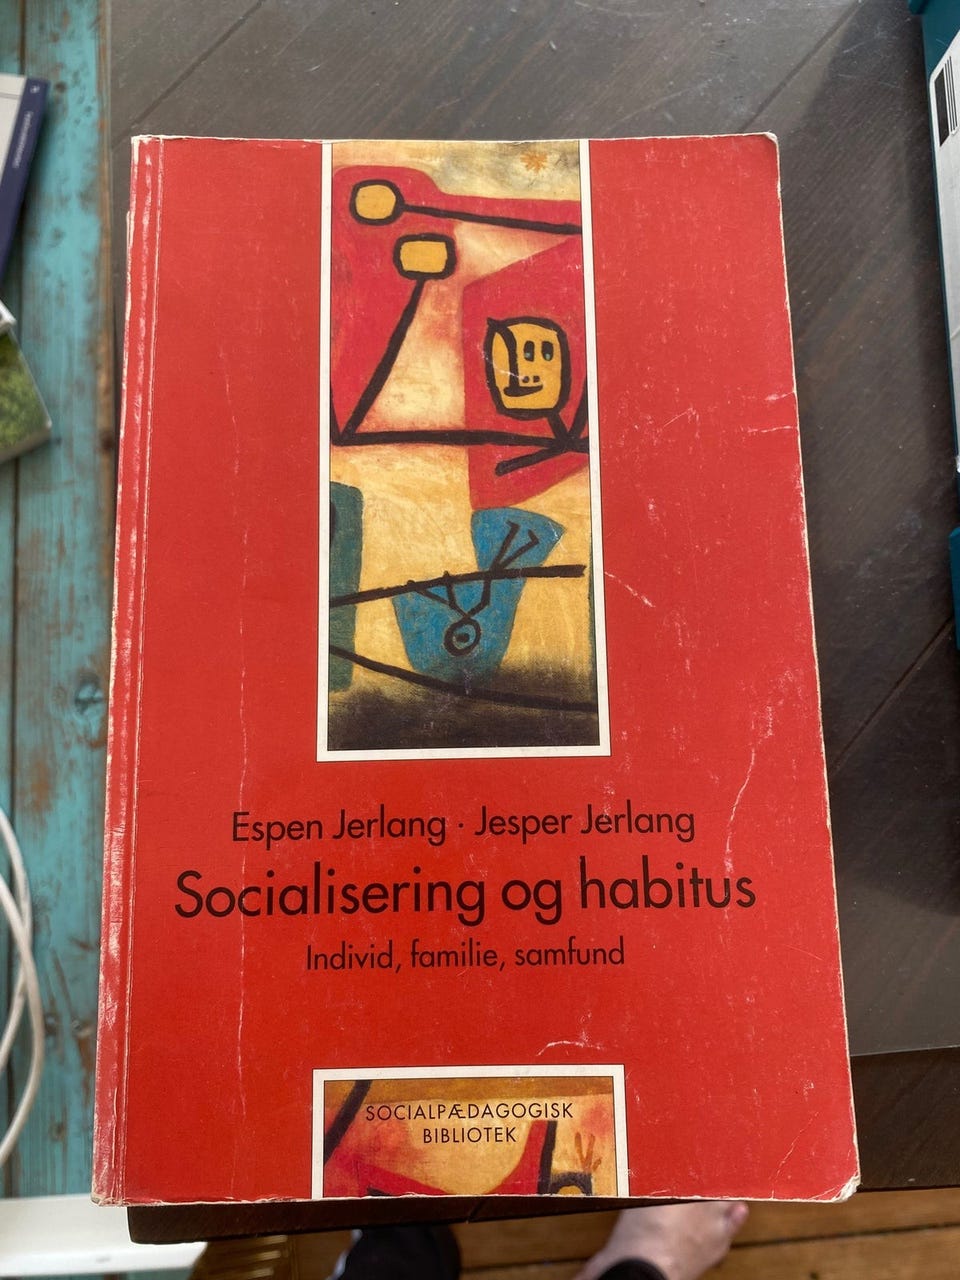 Espen Jerlang · Jesper Jerlang
Socialisering og habitus
Individ, familie, samfund
SOCIALPÆDAGOGISK
BIBLIOTEK